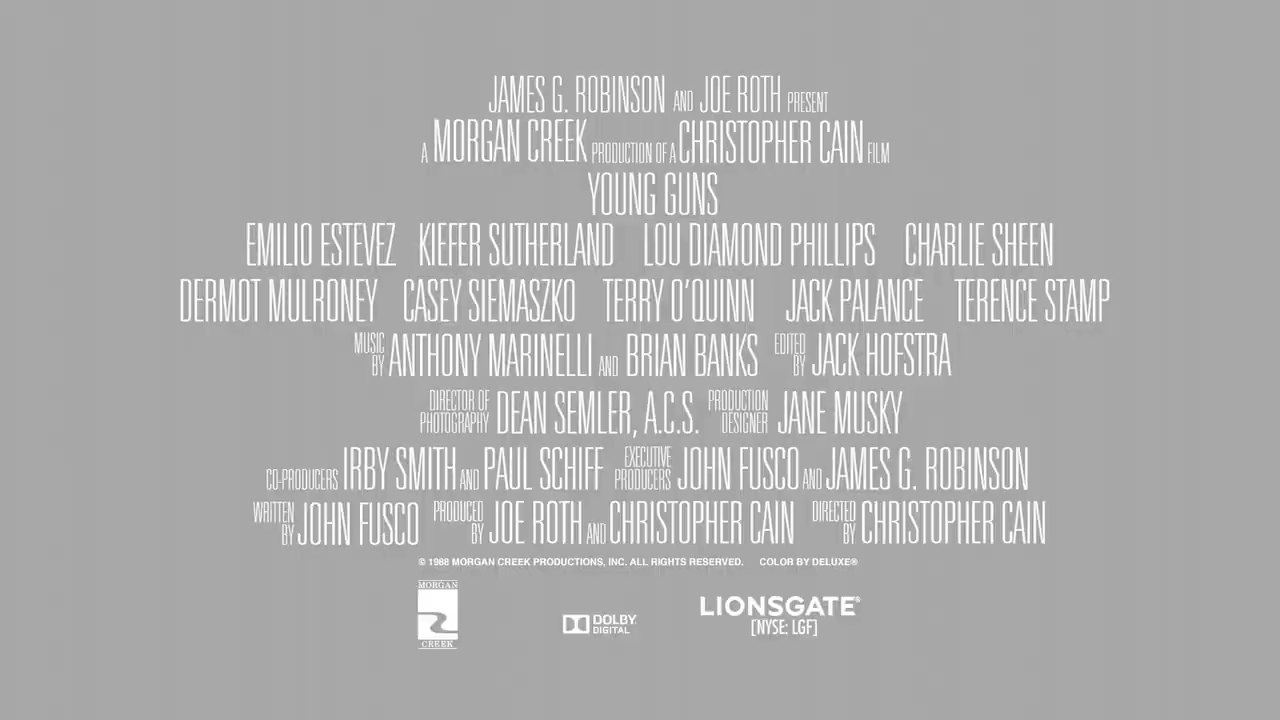 JAMES G. ROBINSON AND JOE ROTH PRESENT
A MORGAN CREEK PRODUCTION OF A CHRISTOPHER CAIN FILM
YOUNG GUNS
EMILIO ESTEVEZ KIEFER SUTHERLAND LOU DIAMOND PHILLIPS CHARLIE SHEEN
DERMOT MULRONEY CASEY SIEMASZKO TERRY O'QUINN JACK PALANCE TERENCE STAMP
MUSIC BY ANTHONY MARINELLI AND BRIAN BANKS EDITED BY JACK HOFSTRA
DIRECTOR OF PHOTOGRAPHY DEAN SEMLER, A.C.S. PRODUCTION DESIGNER JANE MUSKY
CO-PRODUCERS IRBY SMITH AND PAUL SCHIFF EXECUTIVE PRODUCERS JOHN FUSCO AND JAMES G. ROBINSON
WRITTEN BY JOHN FUSCO PRODUCED BY JOE ROTH AND CHRISTOPHER CAIN DIRECTED BY CHRISTOPHER CAIN
© 1988 MORGAN CREEK PRODUCTIONS, INC. ALL RIGHTS RESERVED. COLOR BY DELUXE®
MORGAN CREEK
DOLBY DIGITAL
LIONSGATE®
[NYSE: LGF]